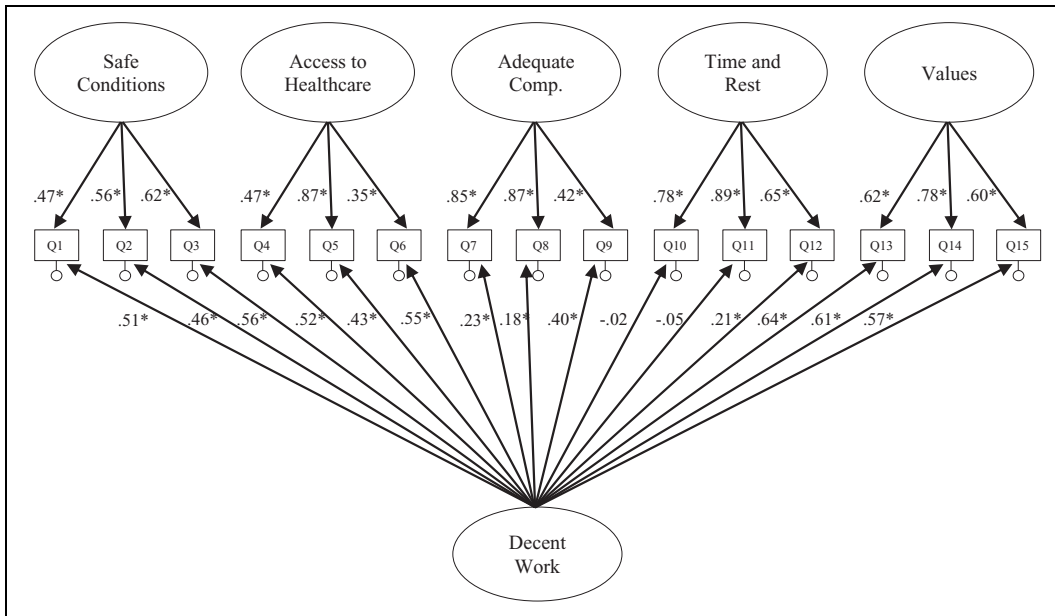 Safe
Conditions
Access to
Healthcare
Adequate
Comp.
Time and
Rest
Values
.47* .56* .62* .47* .87* .35* .85* .87* .42* .78* .89* .65* .62* .78* .60*
Q1 Q2 Q3 Q4 Q5 Q6 Q7 Q8 Q9 Q10 Q11 Q12 Q13 Q14 Q15
.51* .46* .56* .52* .43* .55* .23* .18* .40* -.02 -.05 .21* .64* .61* .57*
Decent
Work